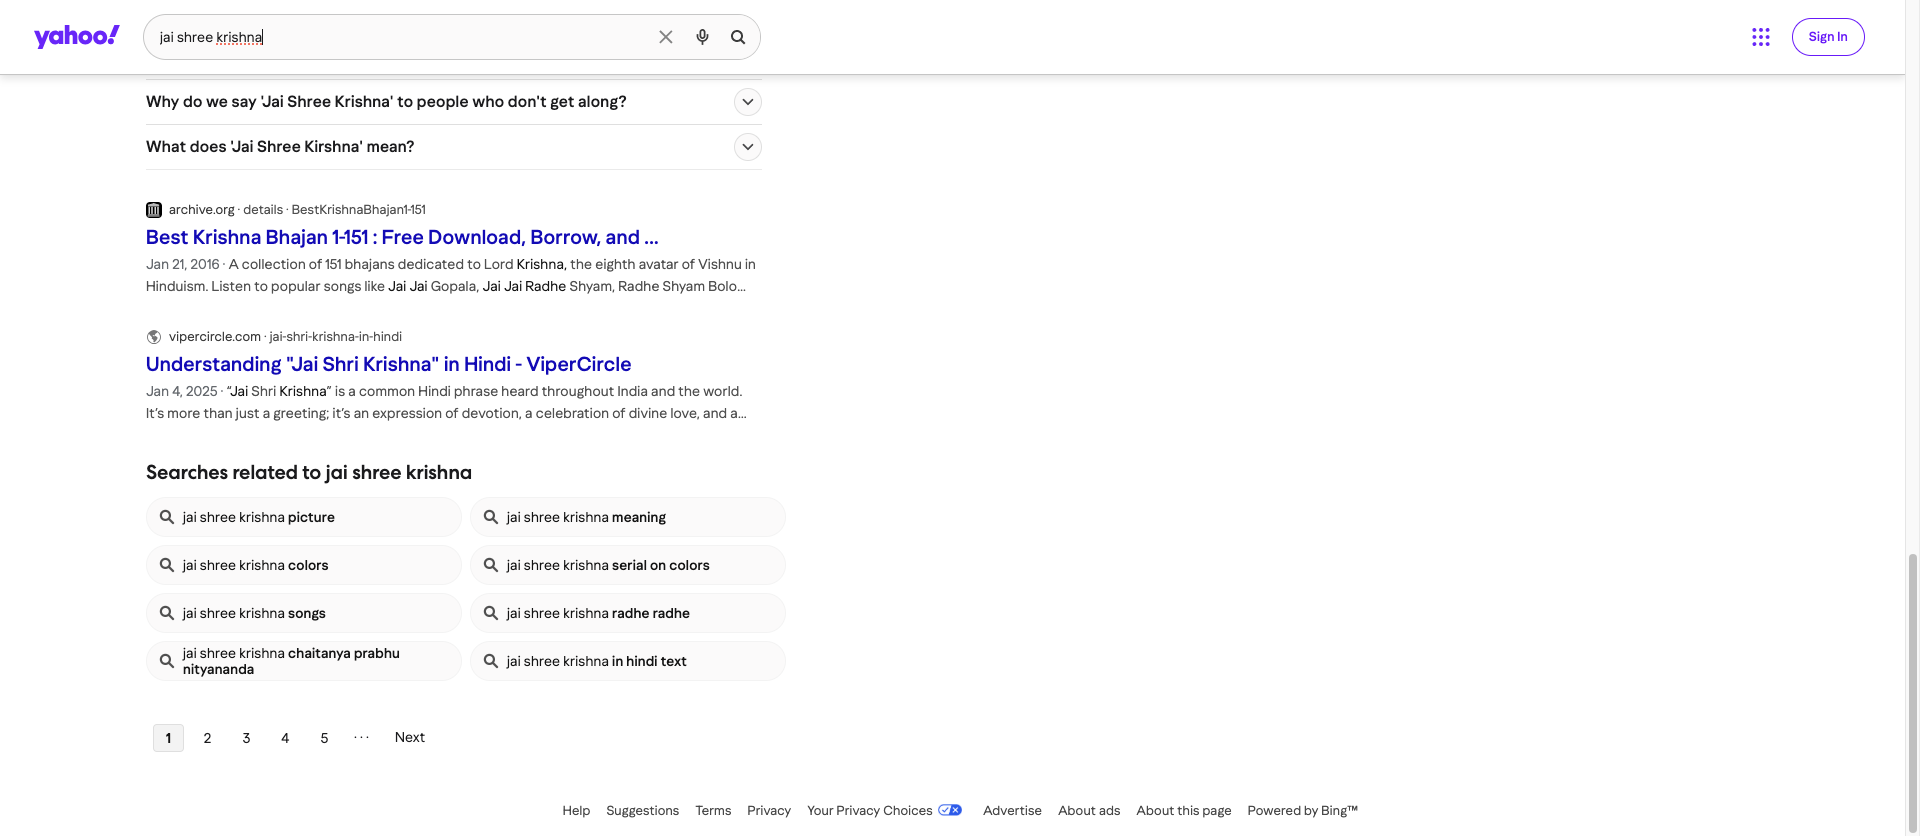 yahoo!
jai shree krishna
Sign In
Why do we say 'Jai Shree Krishna' to people who don't get along?
What does 'Jai Shree Kirshna' mean?
archive.org · details · BestKrishnaBhajan1-151
Best Krishna Bhajan 1-151 : Free Download, Borrow, and ...
Jan 21, 2016 · A collection of 151 bhajans dedicated to Lord Krishna, the eighth avatar of Vishnu in
Hinduism. Listen to popular songs like Jai Jai Gopala, Jai Jai Radhe Shyam, Radhe Shyam Bolo...
vipercircle.com · jai-shri-krishna-in-hindi
Understanding "Jai Shri Krishna" in Hindi - ViperCircle
Jan 4, 2025 · “Jai Shri Krishna” is a common Hindi phrase heard throughout India and the world.
It’s more than just a greeting; it’s an expression of devotion, a celebration of divine love, and a...
Searches related to jai shree krishna
jai shree krishna picture
jai shree krishna meaning
jai shree krishna colors
jai shree krishna serial on colors
jai shree krishna songs
jai shree krishna radhe radhe
jai shree krishna chaitanya prabhu
nityananda
jai shree krishna in hindi text
1 2 3 4 5 ··· Next
Help Suggestions Terms Privacy Your Privacy Choices Advertise About ads About this page Powered by Bing™